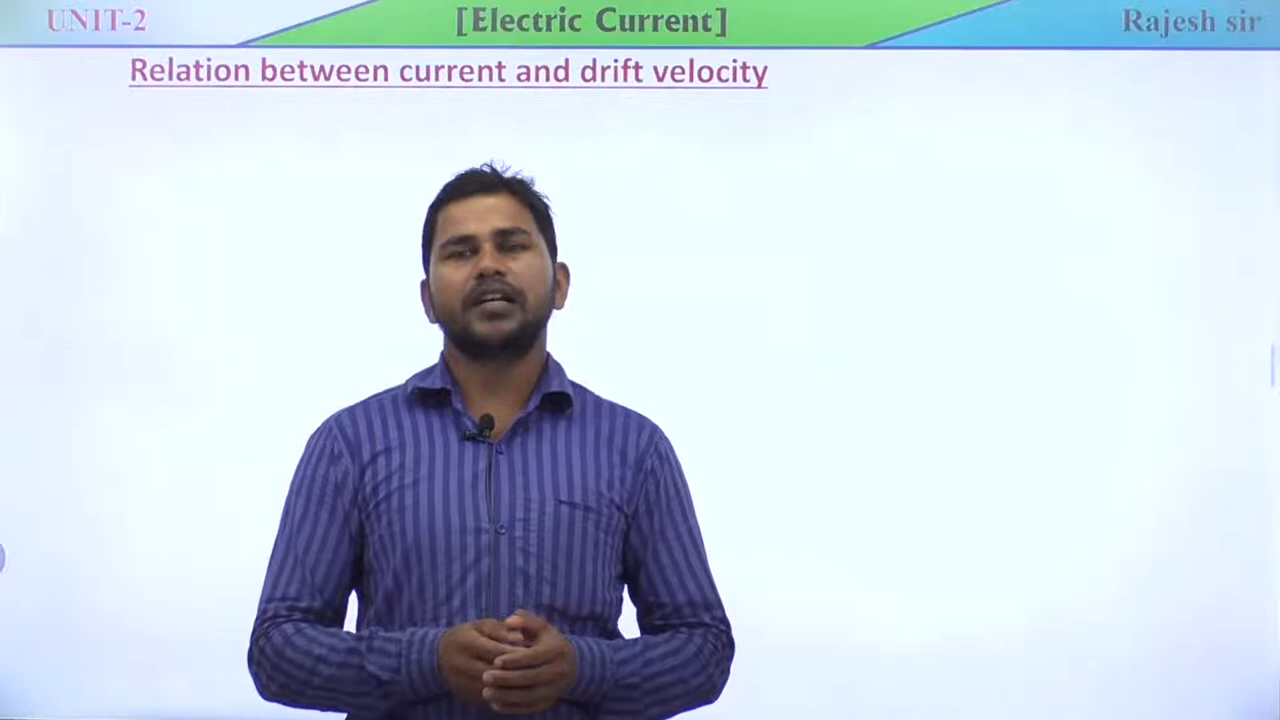 UNIT-2 [Electric Current] Rajesh sir
Relation between current and drift velocity